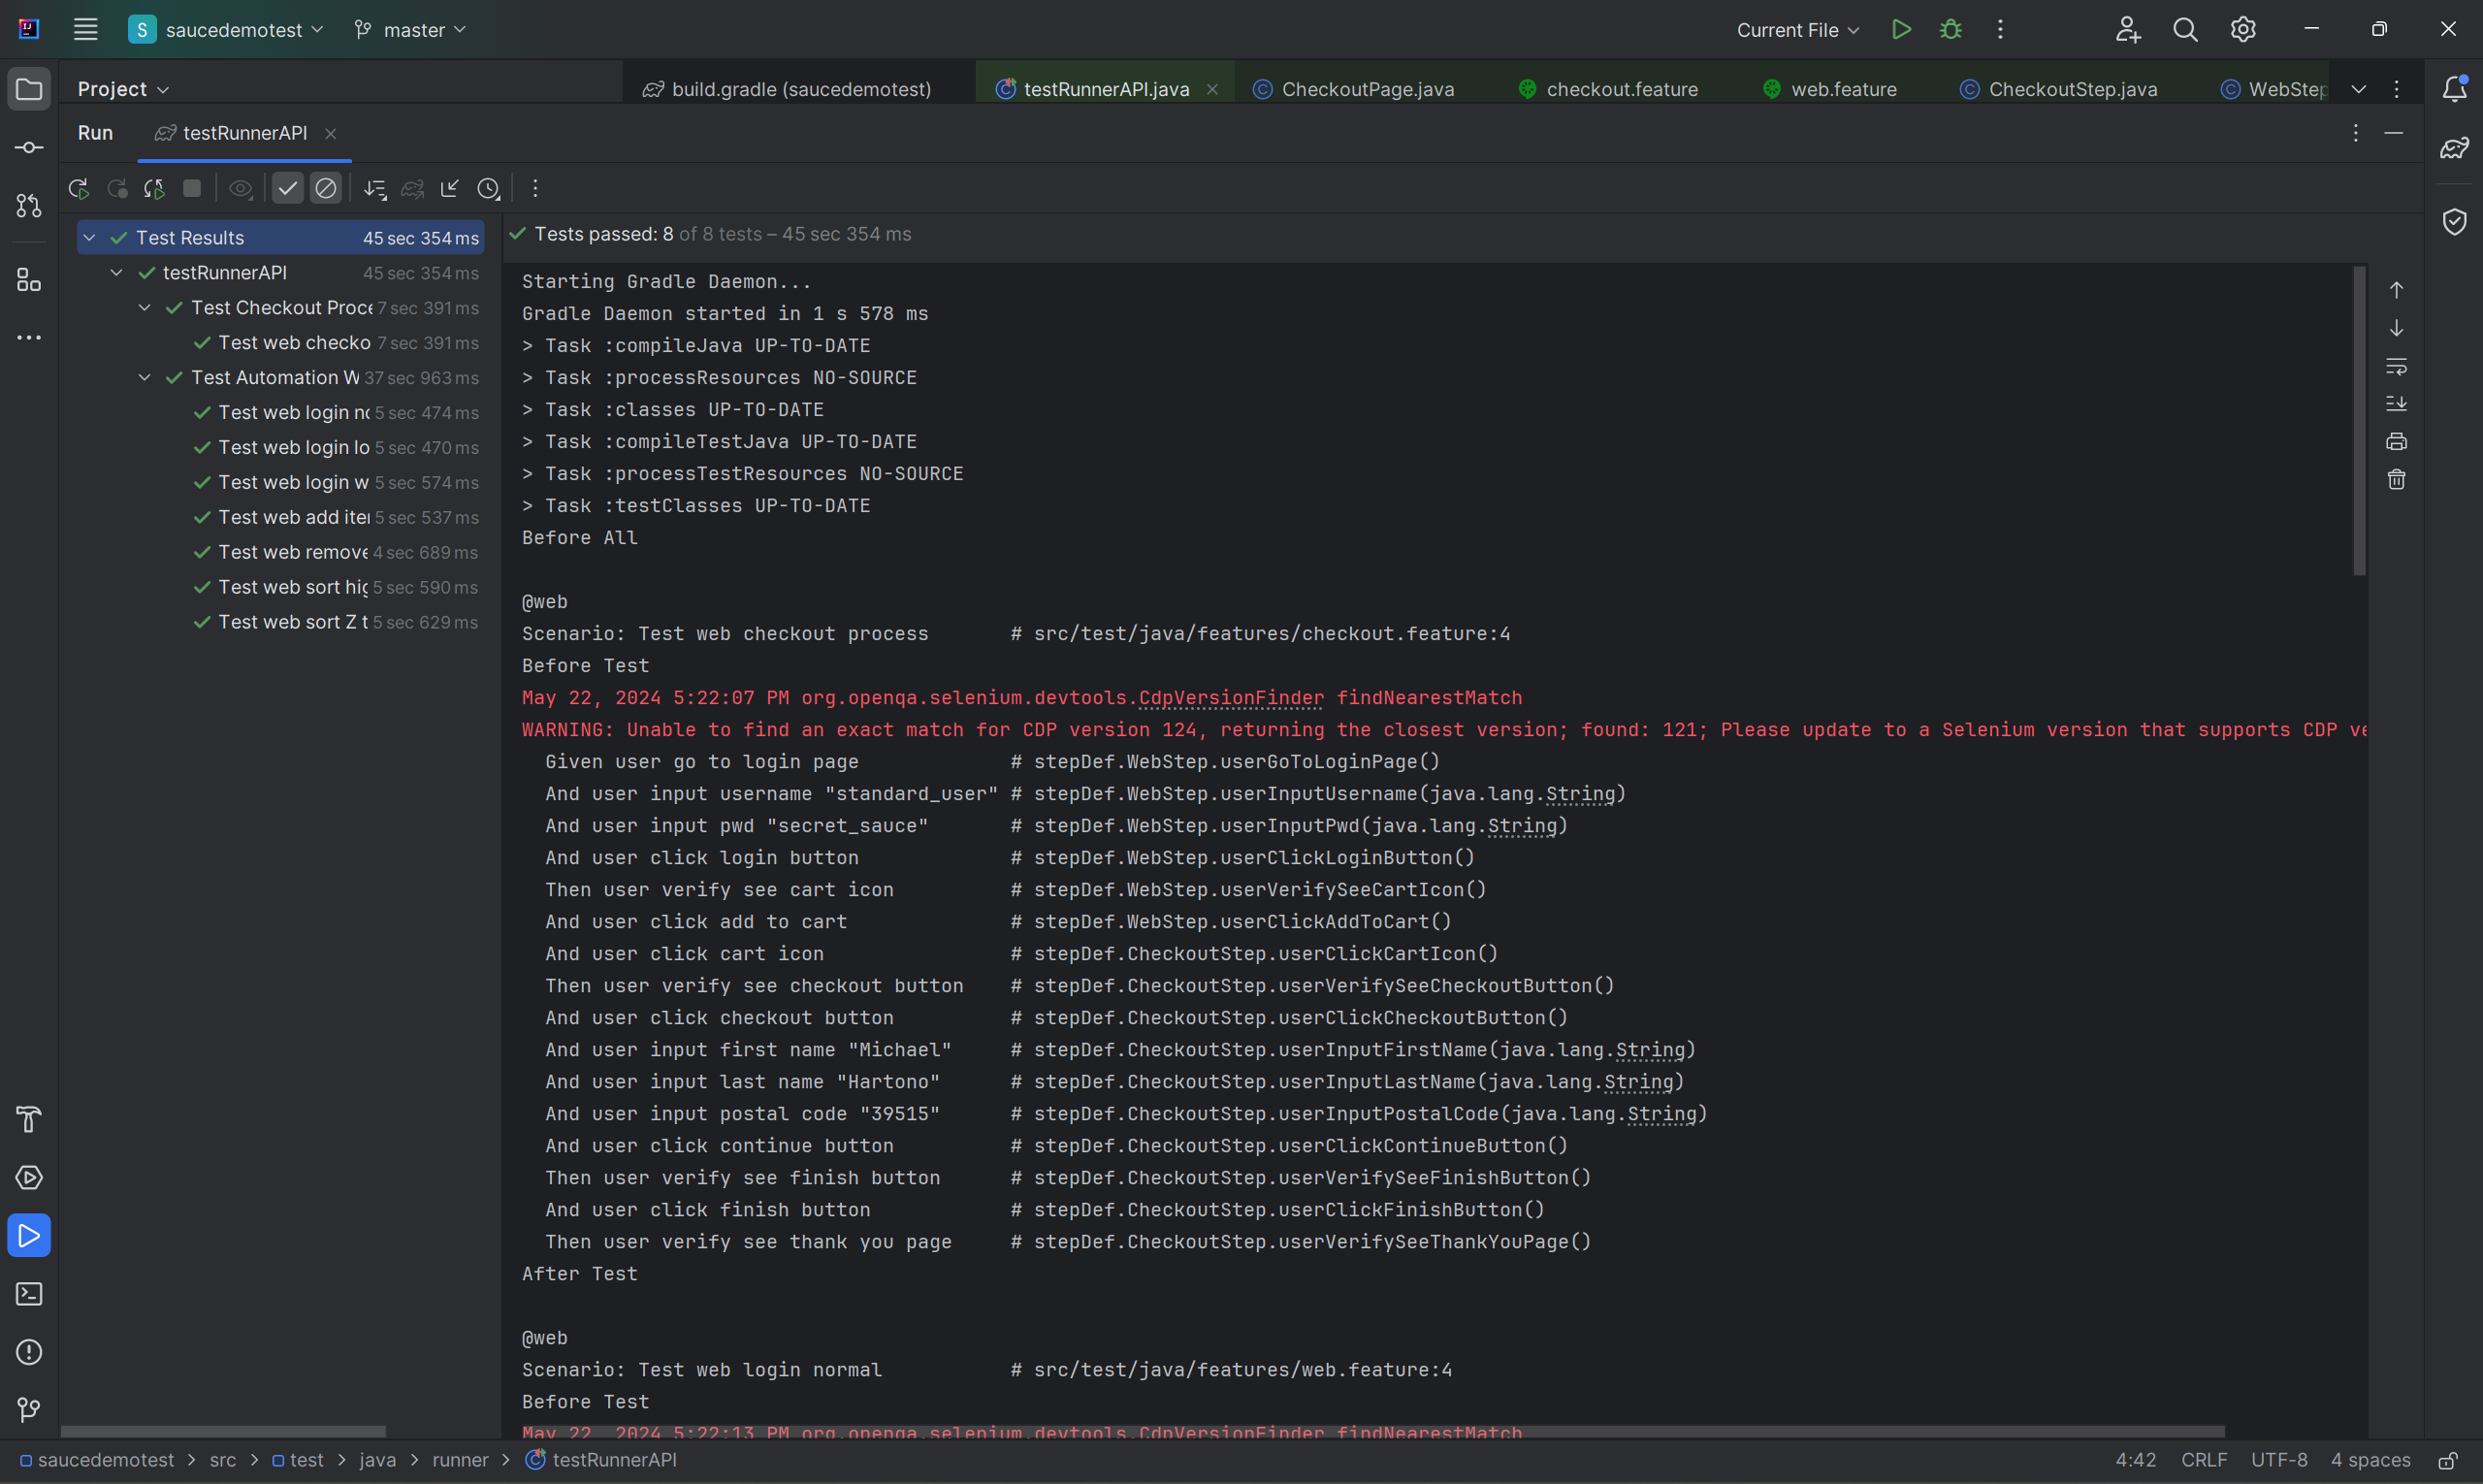 S saucedemotest master Current File
Project build.gradle (saucedemotest) testRunnerAPI.java CheckoutPage.java checkout.feature web.feature CheckoutStep.java WebStep
Run testRunnerAPI
Test Results 45 sec 354 ms
testRunnerAPI 45 sec 354 ms
Test Checkout Proc 7 sec 391 ms
Test web checko 7 sec 391 ms
Test Automation W 37 sec 963 ms
Test web login no 5 sec 474 ms
Test web login lo 5 sec 470 ms
Test web login w 5 sec 574 ms
Test web add ite 5 sec 537 ms
Test web remove 4 sec 689 ms
Test web sort hig 5 sec 590 ms
Test web sort Z t 5 sec 629 ms
Tests passed: 8 of 8 tests – 45 sec 354 ms
Starting Gradle Daemon...
Gradle Daemon started in 1 s 578 ms
> Task :compileJava UP-TO-DATE
> Task :processResources NO-SOURCE
> Task :classes UP-TO-DATE
> Task :compileTestJava UP-TO-DATE
> Task :processTestResources NO-SOURCE
> Task :testClasses UP-TO-DATE
Before All
@web
Scenario: Test web checkout process # src/test/java/features/checkout.feature:4
Before Test
May 22, 2024 5:22:07 PM org.openqa.selenium.devtools.CdpVersionFinder findNearestMatch
WARNING: Unable to find an exact match for CDP version 124, returning the closest version; found: 121; Please update to a Selenium version that supports CDP ve
Given user go to login page # stepDef.WebStep.userGoToLoginPage()
And user input username "standard_user" # stepDef.WebStep.userInputUsername(java.lang.String)
And user input pwd "secret_sauce" # stepDef.WebStep.userInputPwd(java.lang.String)
And user click login button # stepDef.WebStep.userClickLoginButton()
Then user verify see cart icon # stepDef.WebStep.userVerifySeeCartIcon()
And user click add to cart # stepDef.WebStep.userClickAddToCart()
And user click cart icon # stepDef.CheckoutStep.userClickCartIcon()
Then user verify see checkout button # stepDef.CheckoutStep.userVerifySeeCheckoutButton()
And user click checkout button # stepDef.CheckoutStep.userClickCheckoutButton()
And user input first name "Michael" # stepDef.CheckoutStep.userInputFirstName(java.lang.String)
And user input last name "Hartono" # stepDef.CheckoutStep.userInputLastName(java.lang.String)
And user input postal code "39515" # stepDef.CheckoutStep.userInputPostalCode(java.lang.String)
And user click continue button # stepDef.CheckoutStep.userClickContinueButton()
Then user verify see finish button # stepDef.CheckoutStep.userVerifySeeFinishButton()
And user click finish button # stepDef.CheckoutStep.userClickFinishButton()
Then user verify see thank you page # stepDef.CheckoutStep.userVerifySeeThankYouPage()
After Test
@web
Scenario: Test web login normal # src/test/java/features/web.feature:4
Before Test
May 22, 2024 5:22:13 PM org.openqa.selenium.devtools.CdpVersionFinder findNearestMatch
saucedemotest > src > test > java > runner > testRunnerAPI 4:42 CRLF UTF-8 4 spaces